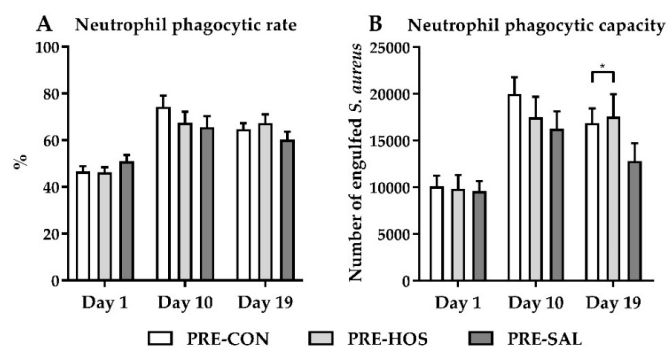 A Neutrophil phagocytic rate
100
80
60
40
20
0
%
Day 1 Day 10 Day 19
B Neutrophil phagocytic capacity
25000
20000
15000
10000
5000
0
Number of engulfed S. aureus
*
Day 1 Day 10 Day 19
PRE-CON PRE-HOS PRE-SAL